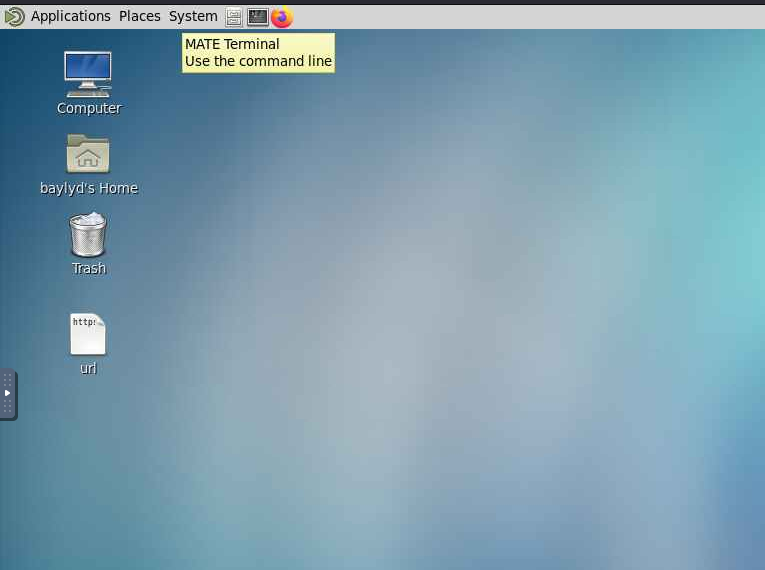 Applications Places System
MATE Terminal
Use the command line
Computer
baylyd's Home
Trash
http:
url